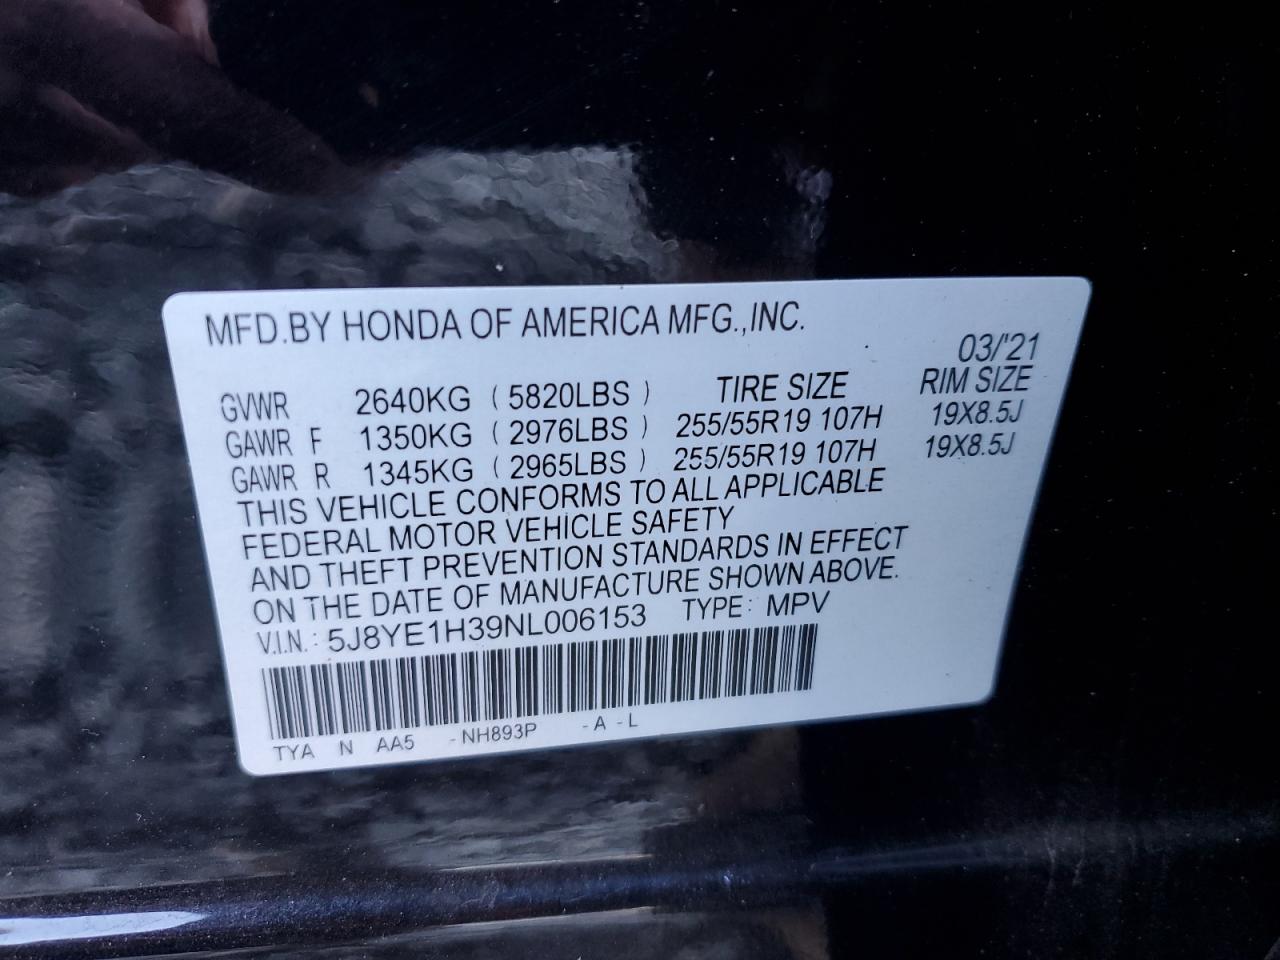 MFD.BY HONDA OF AMERICA MFG.,INC.
03/'21
GVWR 2640KG ( 5820LBS ) TIRE SIZE RIM SIZE
GAWR F 1350KG ( 2976LBS ) 255/55R19 107H 19X8.5J
GAWR R 1345KG ( 2965LBS ) 255/55R19 107H 19X8.5J
THIS VEHICLE CONFORMS TO ALL APPLICABLE
FEDERAL MOTOR VEHICLE SAFETY
AND THEFT PREVENTION STANDARDS IN EFFECT
ON THE DATE OF MANUFACTURE SHOWN ABOVE.
V.I.N.: 5J8YE1H39NL006153 TYPE: MPV
TYA N AA5 -NH893P -A -L